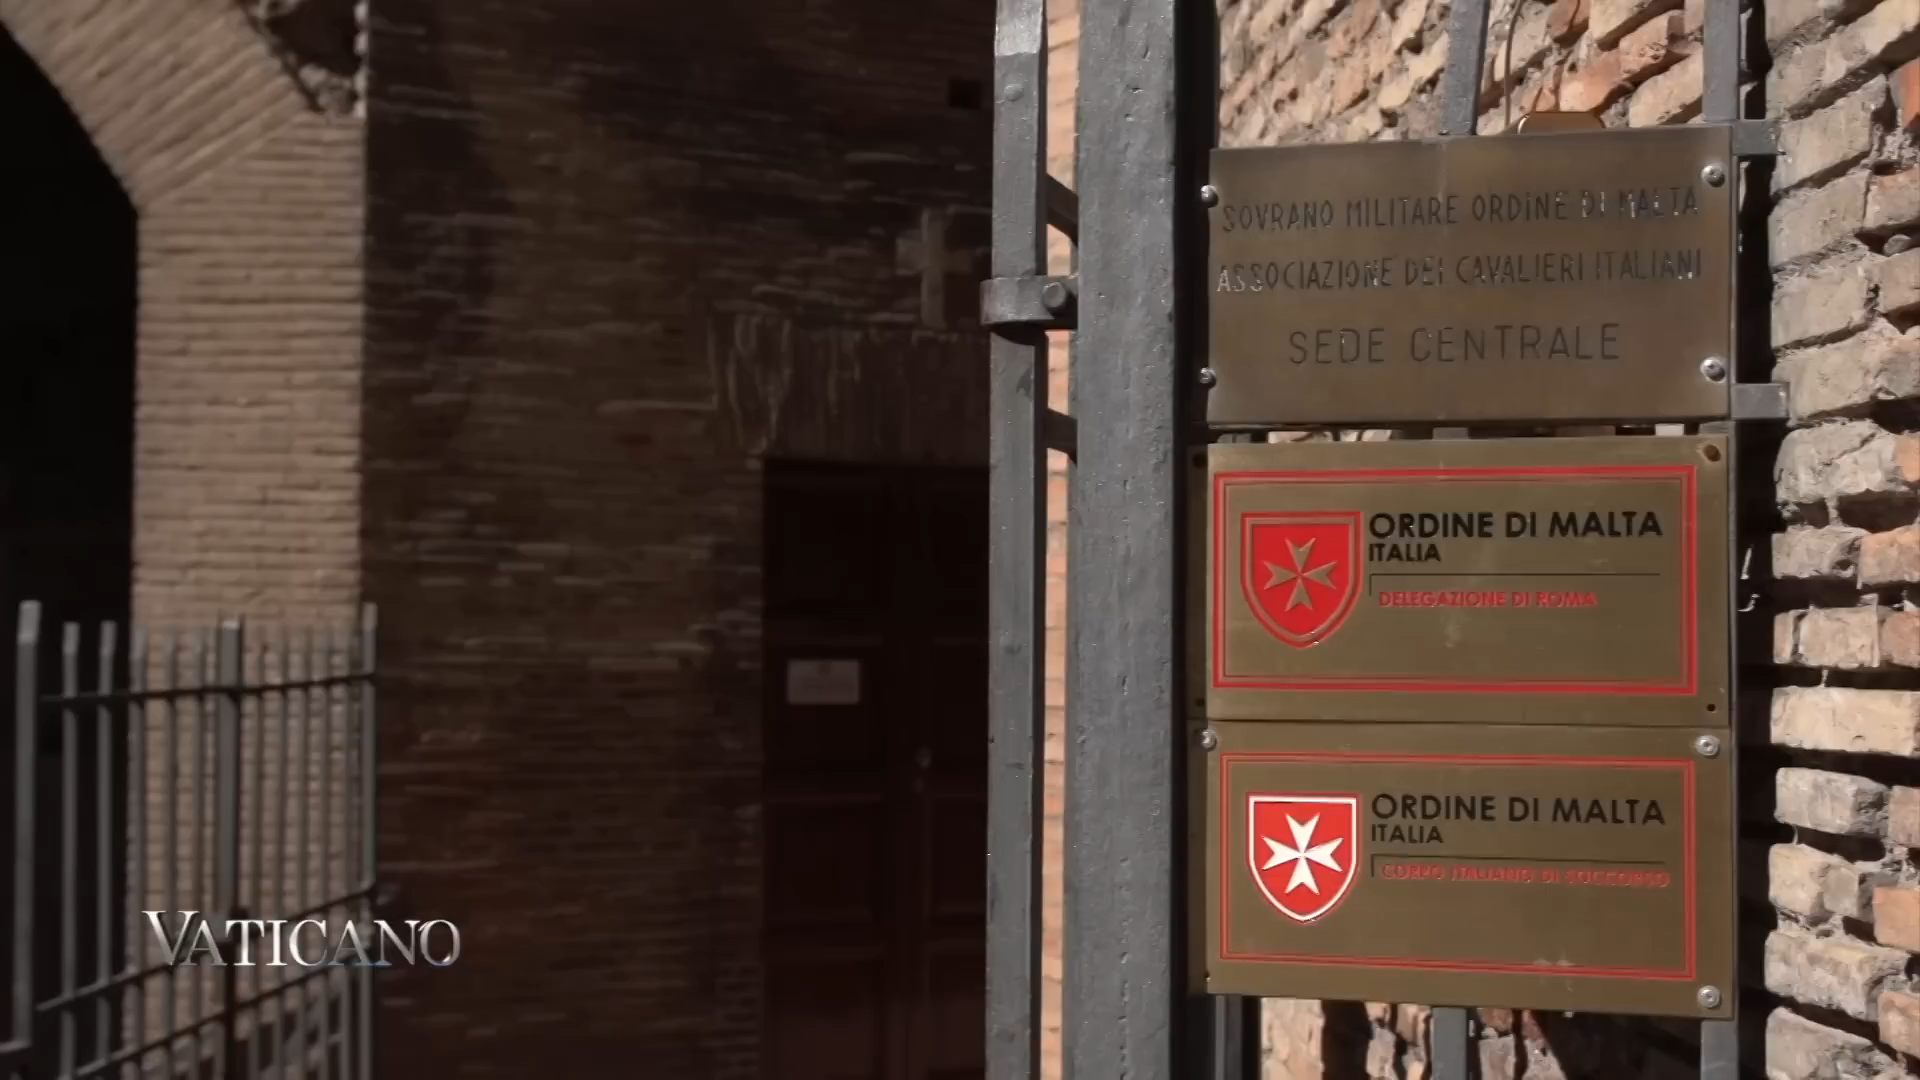 SOVRANO MILITARE ORDINE DI MALTA
ASSOCIAZIONE DEI CAVALIERI ITALIANI
SEDE CENTRALE
ORDINE DI MALTA
ITALIA
DELEGAZIONE DI ROMA
ORDINE DI MALTA
ITALIA
CORPO ITALIANO DI SOCCORSO
VATICANO